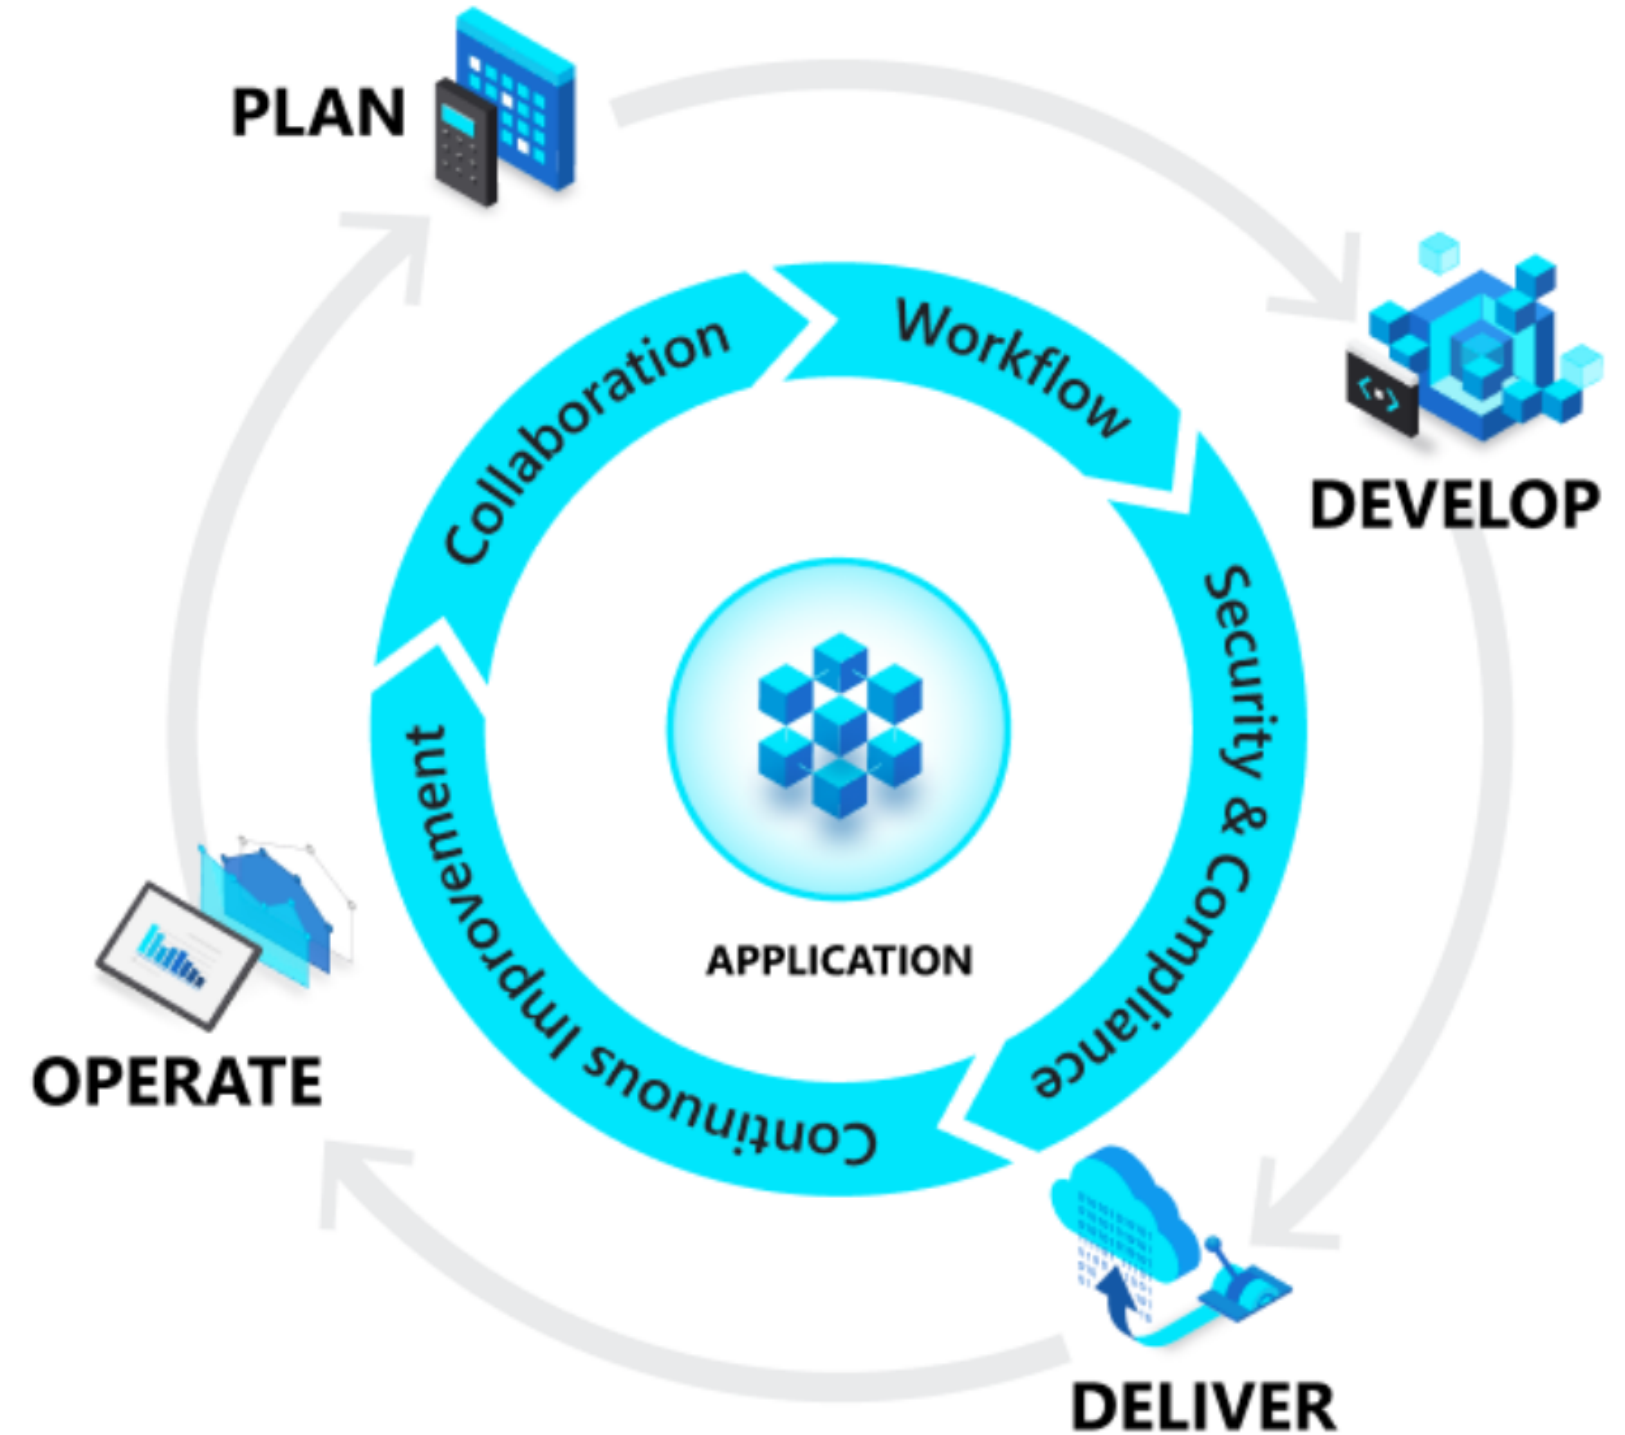 PLAN
Collaboration
Workflow
DEVELOP
Security & Compliance
APPLICATION
Continuous Improvement
OPERATE
DELIVER